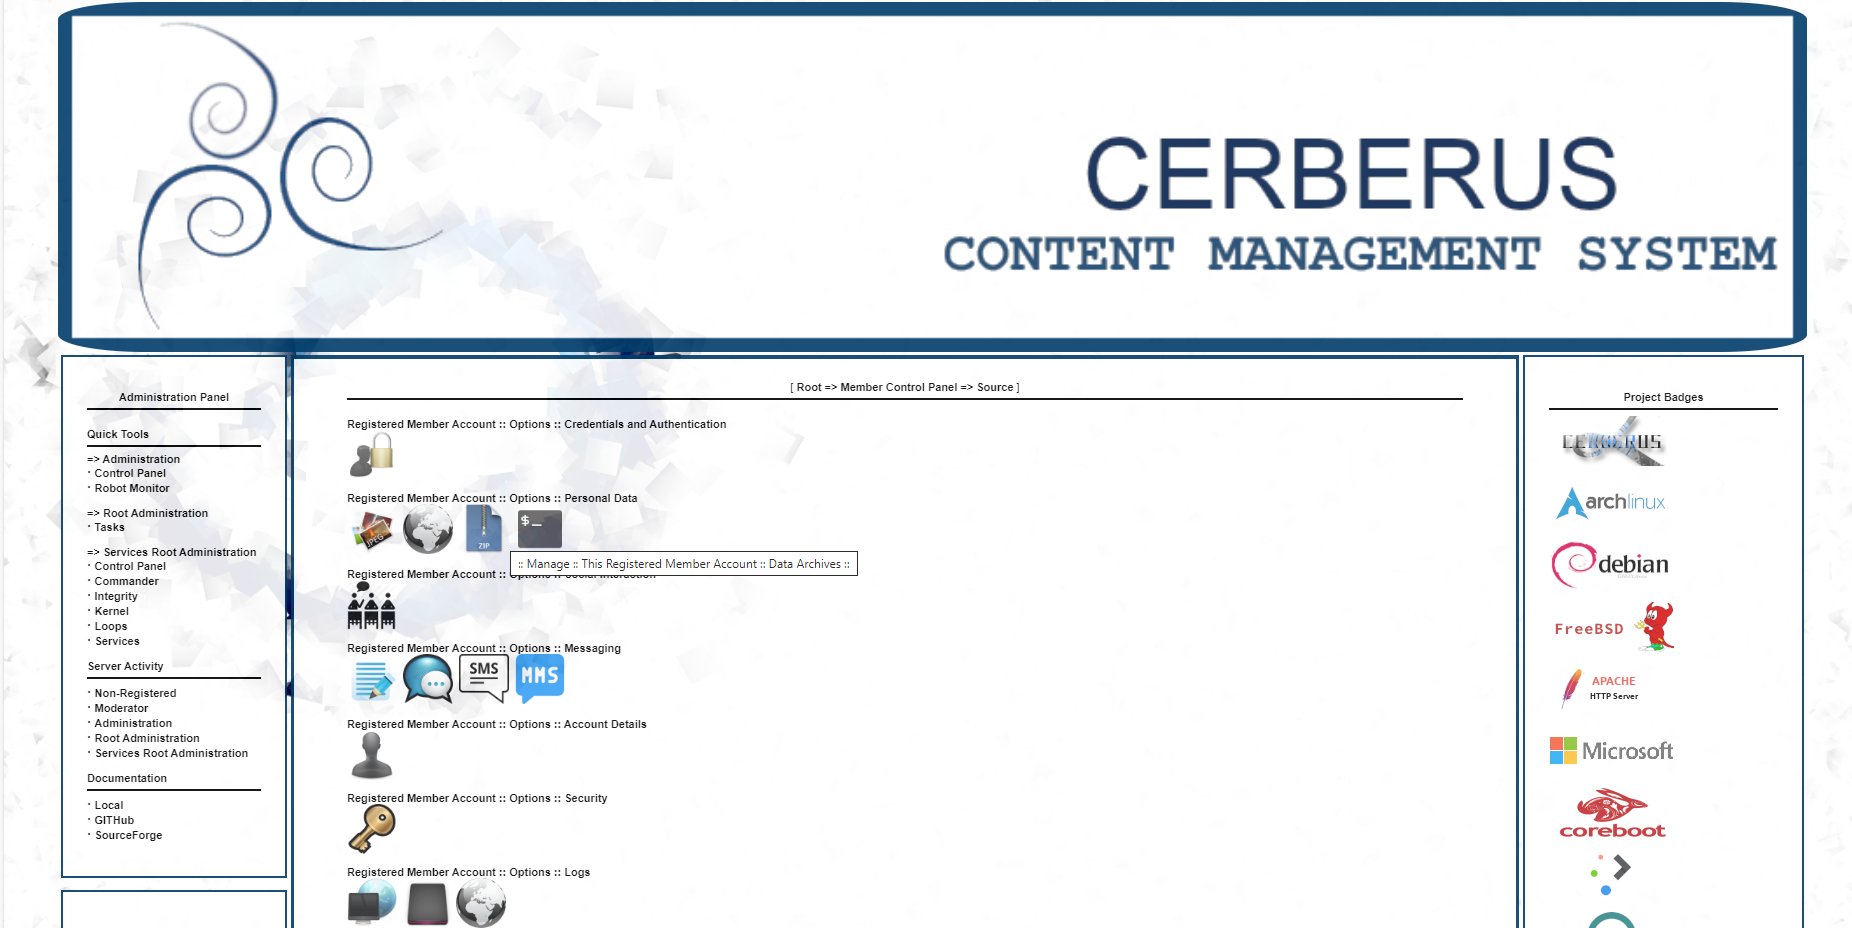 CERBERUS
CONTENT MANAGEMENT SYSTEM
Administration Panel
Quick Tools
=> Administration
· Control Panel
· Robot Monitor
=> Root Administration
· Tasks
=> Services Root Administration
· Control Panel
· Commander
· Integrity
· Kernel
· Loops
· Services
Server Activity
· Non-Registered
· Moderator
· Administration
· Root Administration
· Services Root Administration
Documentation
· Local
· GITHub
· SourceForge
[ Root => Member Control Panel => Source ]
Registered Member Account :: Options :: Credentials and Authentication
Registered Member Account :: Options :: Personal Data
JPEG
ZIP
$_
:: Manage :: This Registered Member Account :: Data Archives ::
Registered Member Account :: Options :: Social Interaction
Registered Member Account :: Options :: Messaging
SMS
MMS
Registered Member Account :: Options :: Account Details
Registered Member Account :: Options :: Security
Registered Member Account :: Options :: Logs
Project Badges
CERBERUS
archlinux
debian
FreeBSD
APACHE
HTTP Server
Microsoft
coreboot